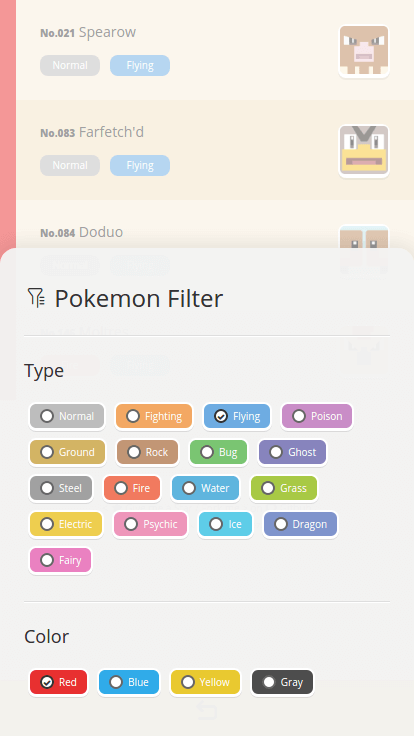 No.021 Spearow
Normal Flying
No.083 Farfetch'd
Normal Flying
No.084 Doduo
Pokemon Filter
Type
Normal Fighting Flying Poison
Ground Rock Bug Ghost
Steel Fire Water Grass
Electric Psychic Ice Dragon
Fairy
Color
Red Blue Yellow Gray